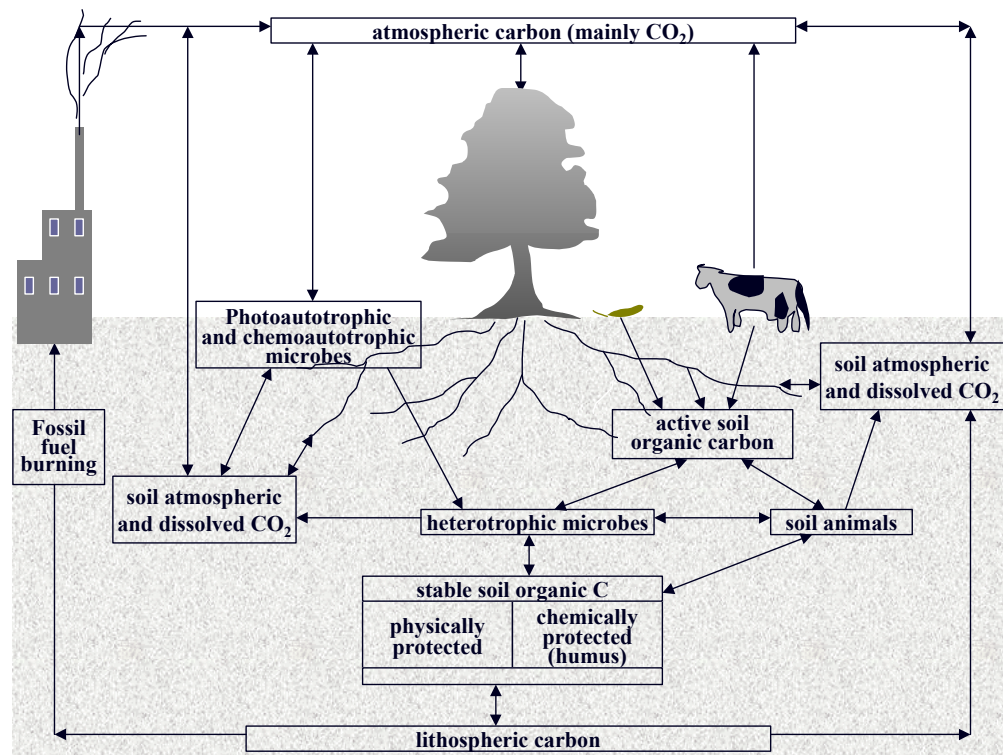 atmospheric carbon (mainly CO₂)
Photoautotrophic
and chemoautotrophic
microbes
soil atmospheric
and dissolved CO₂
Fossil
fuel
burning
active soil
organic carbon
soil atmospheric
and dissolved CO₂
heterotrophic microbes
soil animals
stable soil organic C
physically
protected
chemically
protected
(humus)
lithospheric carbon